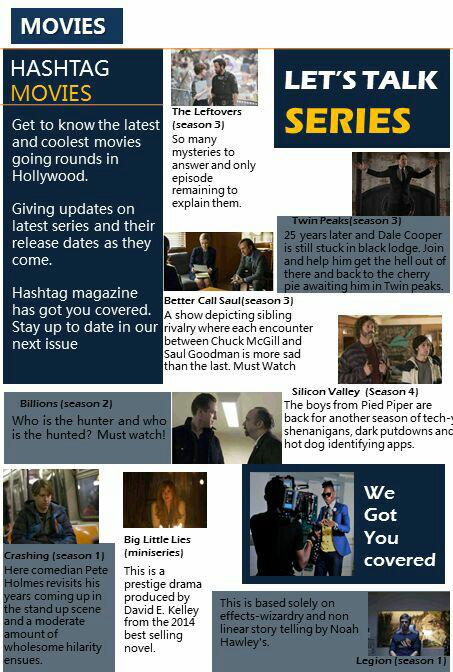 MOVIES
HASHTAG
MOVIES
Get to know the latest
and coolest movies
going rounds in
Hollywood.
Giving updates on
latest series and their
release dates as they
come.
Hashtag magazine
has got you covered.
Stay up to date in our
next issue
The Leftovers
(season 3)
So many
mysteries to
answer and only
episode
remaining to
explain them.
LET'S TALK
SERIES
Twin Peaks(season 3)
25 years later and Dale Cooper
is still stuck in black lodge. Join
and help him get the hell out of
there and back to the cherry
pie awaiting him in Twin peaks.
Better Call Saul(season 3)
A show depicting sibling
rivalry where each encounter
between Chuck McGill and
Saul Goodman is more sad
than the last. Must Watch
Silicon Valley (Season 4)
The boys from Pied Piper are
back for another season of tech-y
shenanigans, dark putdowns and
hot dog identifying apps.
Billions (season 2)
Who is the hunter and who
is the hunted? Must watch!
Crashing (season 1)
Here comedian Pete
Holmes revisits his
years coming up in
the stand up scene
and a moderate
amount of
wholesome hilarity
ensues.
Big Little Lies
(miniseries)
This is a
prestige drama
produced by
David E. Kelley
from the 2014
best selling
novel.
We
Got
You
covered
This is based solely on
effects-wizardry and non
linear story telling by Noah
Hawley's.
Legion (season 1)